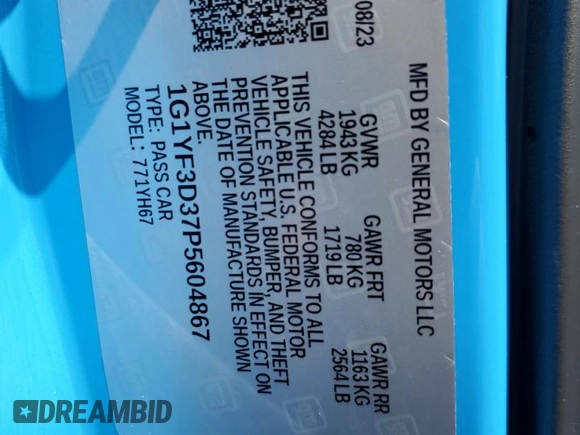 MFD BY GENERAL MOTORS LLC
08/23
GVWR GAWR FRT GAWR RR
1943 KG 780 KG 1163 KG
4284 LB 1719 LB 2564 LB
THIS VEHICLE CONFORMS TO ALL
APPLICABLE U.S. FEDERAL MOTOR
VEHICLE SAFETY, BUMPER, AND THEFT
PREVENTION STANDARDS IN EFFECT ON
THE DATE OF MANUFACTURE SHOWN
ABOVE.
1G1YF3D37P5604867
TYPE: PASS CAR
MODEL: 771YH67
DREAMBID